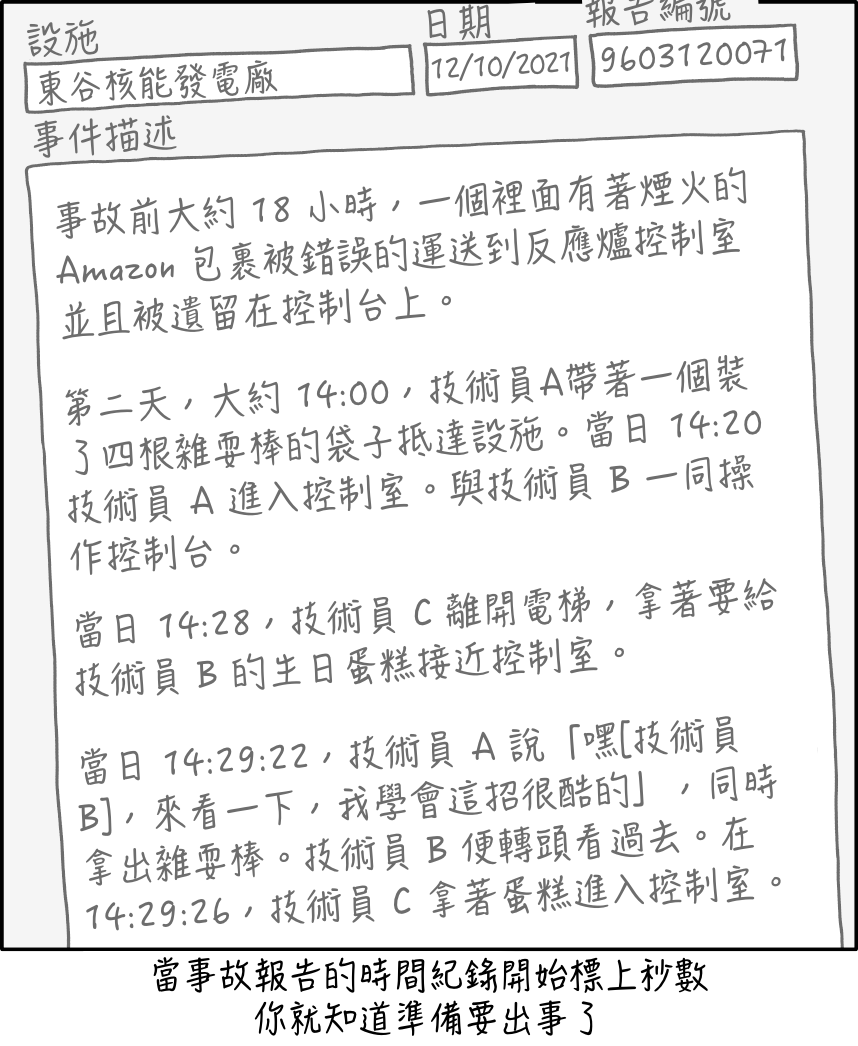 設施
日期
報告編號
東谷核能發電廠
12/10/2021
9603120071
事件描述
事故前大約 18 小時，一個裡面有著煙火的
Amazon 包裹被錯誤的運送到反應爐控制室
並且被遺留在控制台上。
第二天，大約 14:00，技術員A帶著一個裝
了四根雜耍棒的袋子抵達設施。當日 14:20
技術員 A 進入控制室。與技術員 B 一同操
作控制台。
當日 14:28，技術員 C 離開電梯，拿著要給
技術員 B 的生日蛋糕接近控制室。
當日 14:29:22，技術員 A 說「嘿[技術員
B]，來看一下，我學會這招很酷的」，同時
拿出雜耍棒。技術員 B 便轉頭看過去。在
14:29:26，技術員 C 拿著蛋糕進入控制室。
當事故報告的時間紀錄開始標上秒數
你就知道準備要出事了